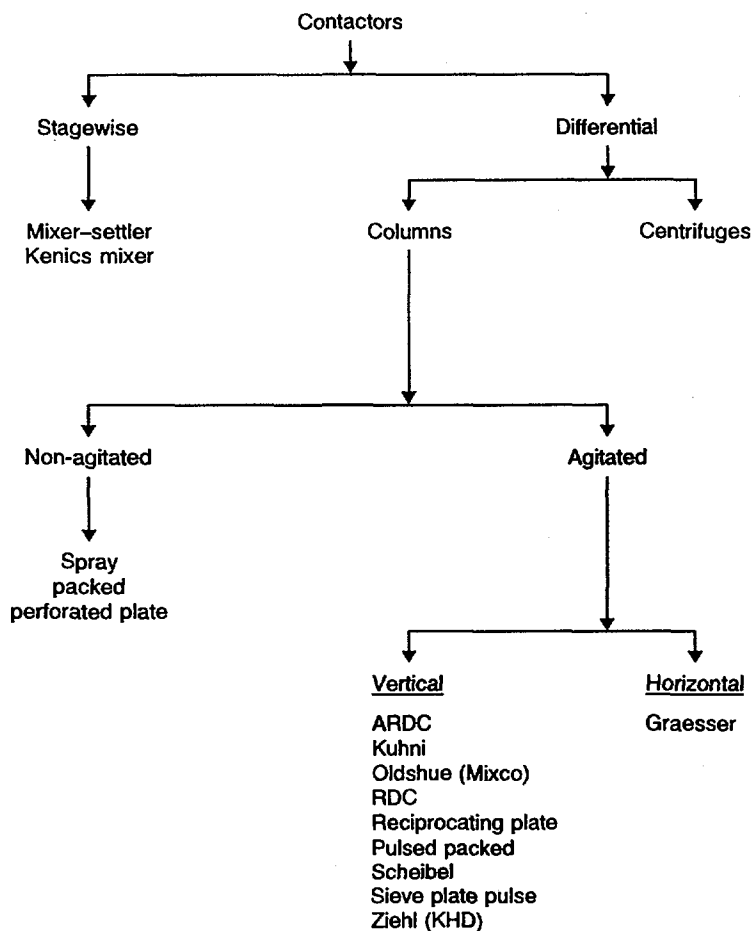 Contactors
Stagewise
Differential
Mixer–settler
Kenics mixer
Columns
Centrifuges
Non-agitated
Agitated
Spray
packed
perforated plate
Vertical
Horizontal
ARDC
Graesser
Kuhni
Oldshue (Mixco)
RDC
Reciprocating plate
Pulsed packed
Scheibel
Sieve plate pulse
Ziehl (KHD)